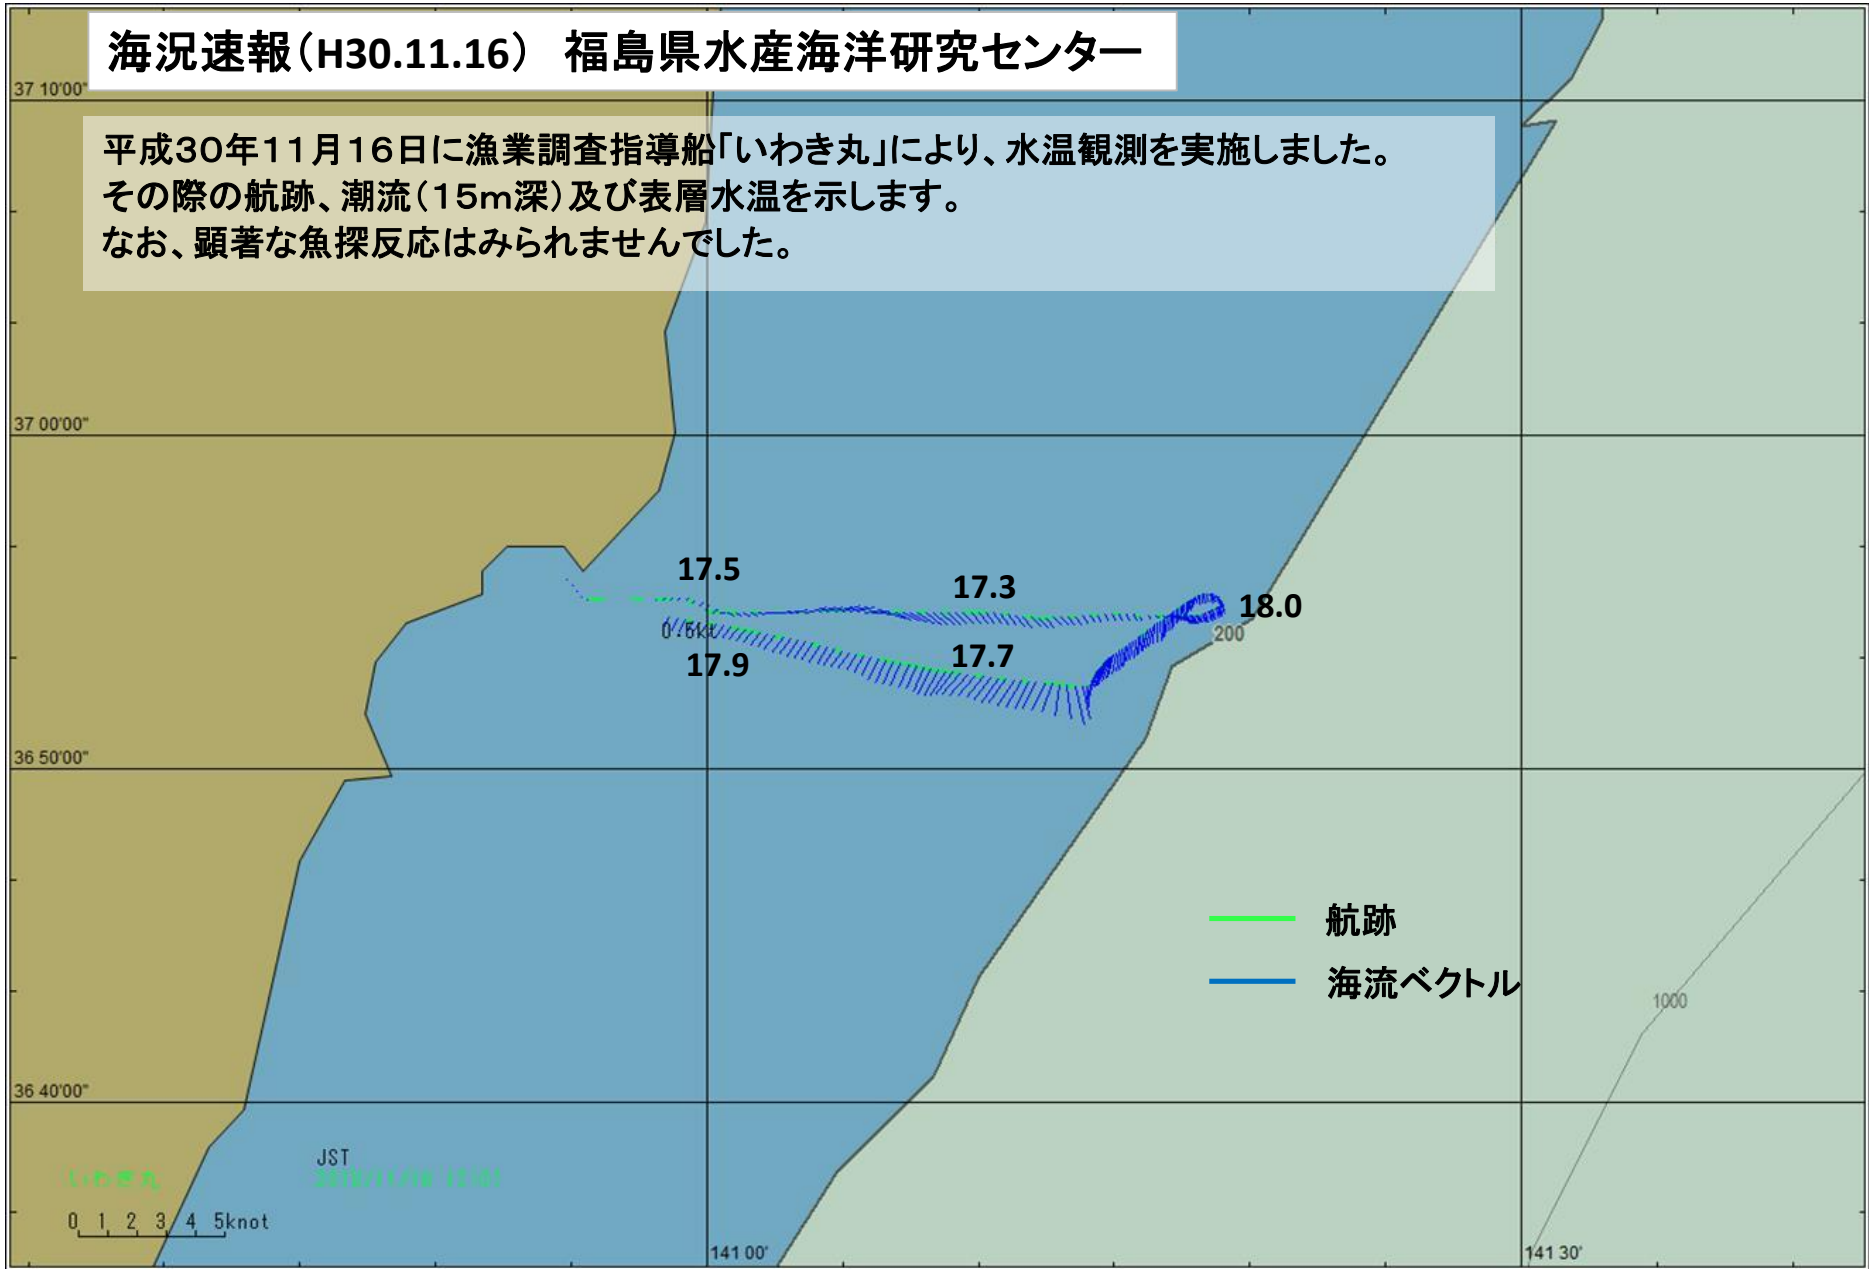 海況速報（H30.11.16）　福島県水産海洋研究センター
37 10'00"
平成３０年１１月１６日に漁業調査指導船「いわき丸」により、水温観測を実施しました。
その際の航跡、潮流（１５ｍ深）及び表層水温を示します。
なお、顕著な魚探反応はみられませんでした。
37 00'00"
17.5
17.3
18.0
0.6kt
200
17.9
17.7
36 50'00"
航跡
海流ベクトル
1000
36 40'00"
JST
いわき丸
0 1 2 3 4 5knot
141 00'
141 30'